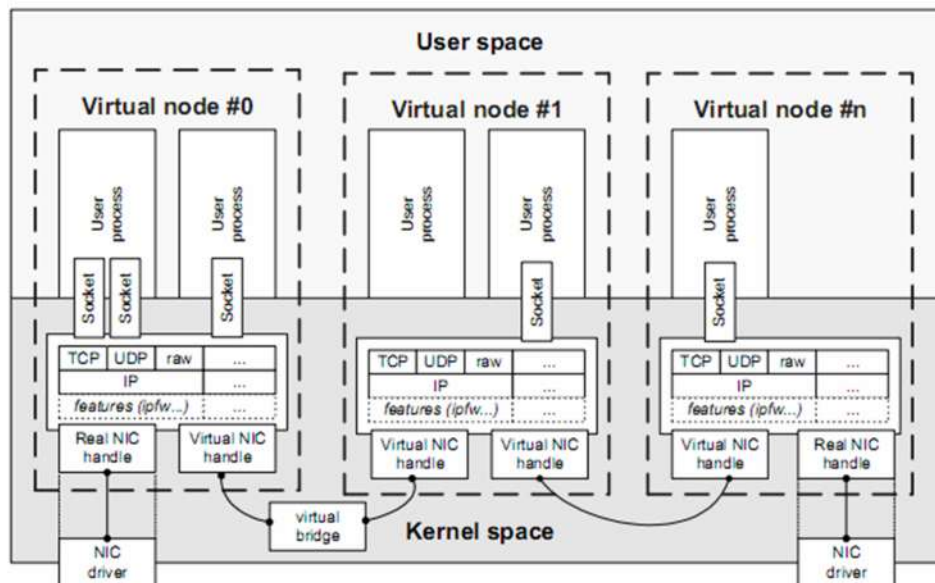 User space
Virtual node #0
Virtual node #1
Virtual node #n
User
process
User
process
User
process
User
process
User
process
Socket
Socket
Socket
Socket
Socket
TCP UDP raw ...
IP ...
features (ipfw...) ...
TCP UDP raw ...
IP ...
features (ipfw...) ...
TCP UDP raw ...
IP ...
features (ipfw...) ...
Real NIC
handle
Virtual NIC
handle
Virtual NIC
handle
Virtual NIC
handle
Virtual NIC
handle
Real NIC
handle
virtual
bridge
Kernel space
NIC
driver
NIC
driver